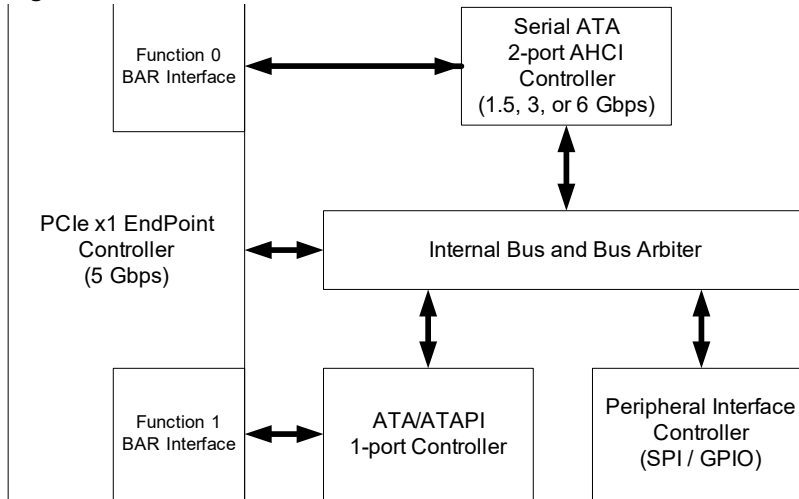 Function 0
BAR Interface
Serial ATA
2-port AHCI
Controller
(1.5, 3, or 6 Gbps)
PCIe x1 EndPoint
Controller
(5 Gbps)
Internal Bus and Bus Arbiter
Function 1
BAR Interface
ATA/ATAPI
1-port Controller
Peripheral Interface
Controller
(SPI / GPIO)